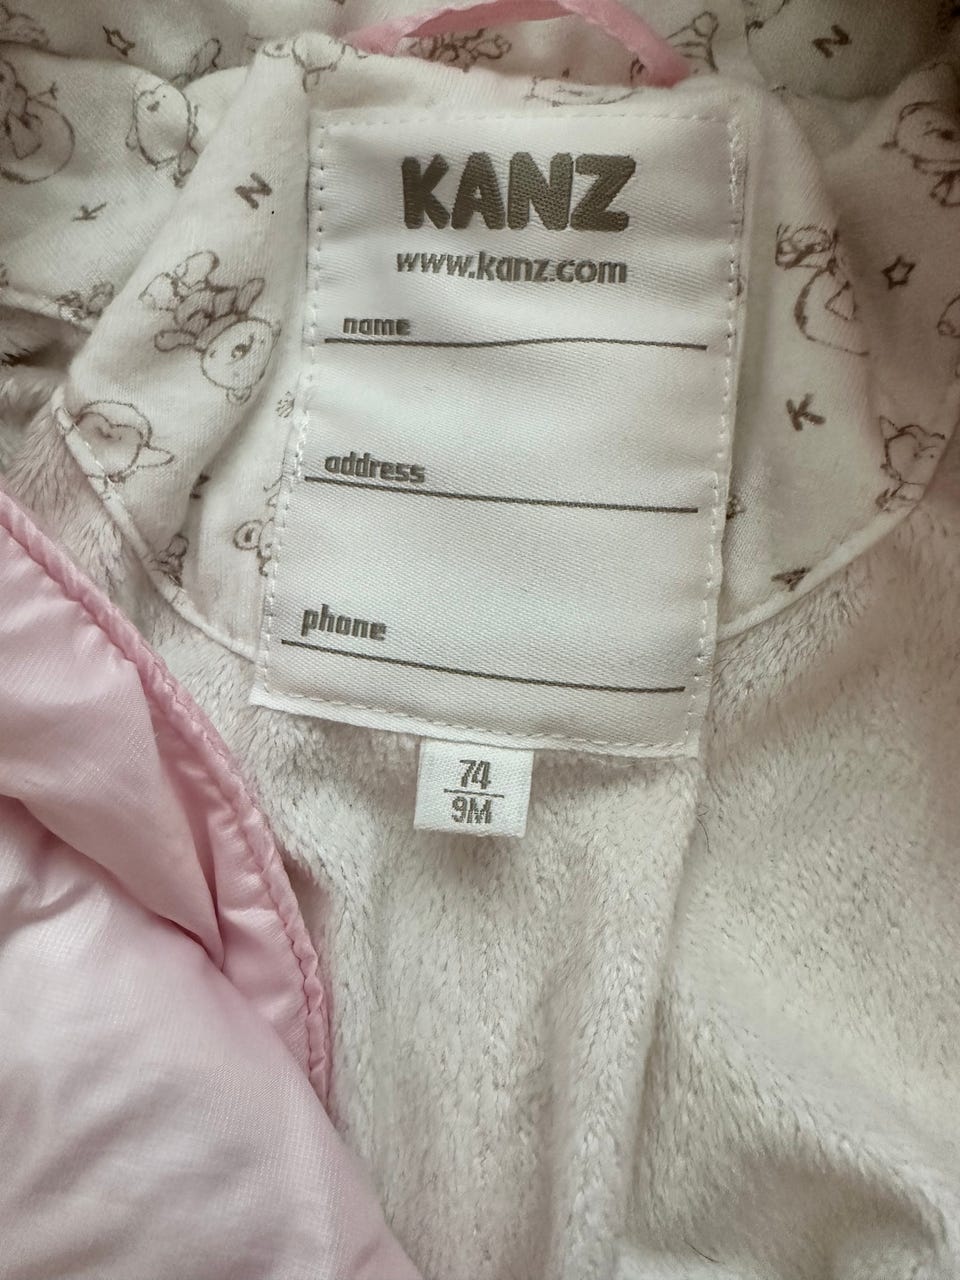 KANZ
www.kanz.com
name
address
phone
74
9M
N
K
N
K